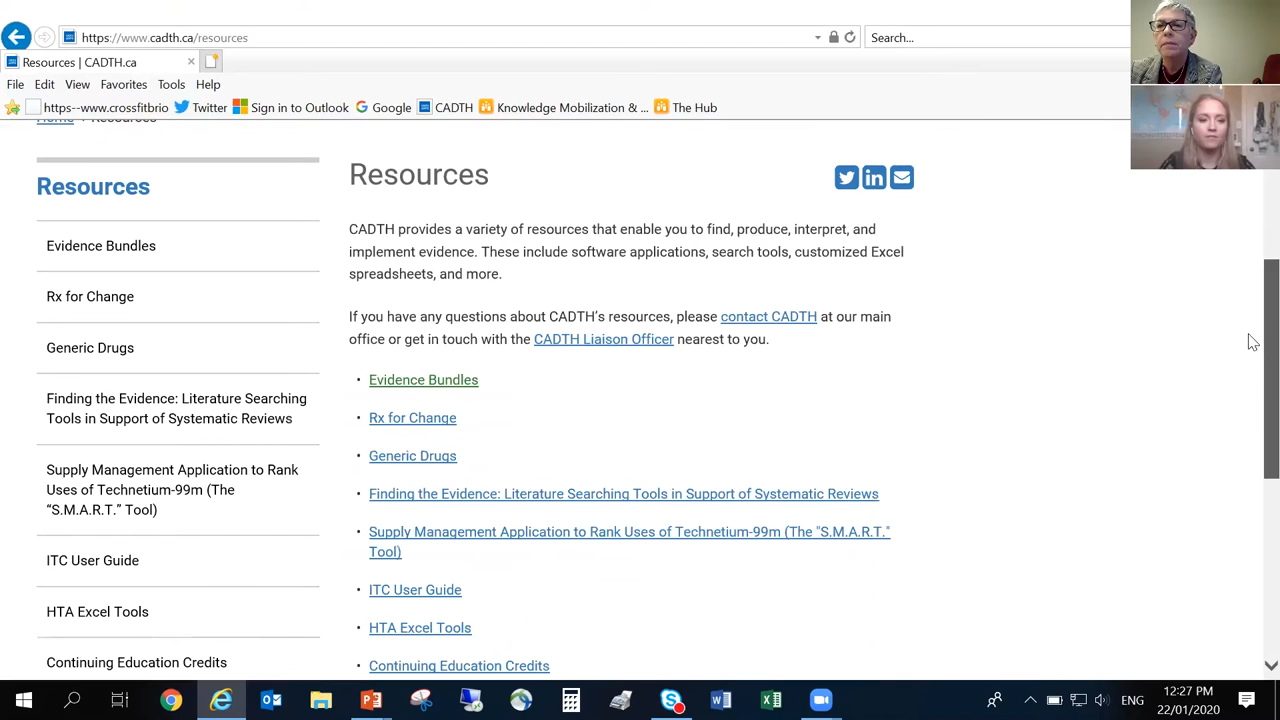 https://www.cadth.ca/resources
Search...
Resources | CADTH.ca
File Edit View Favorites Tools Help
https--www.crossfitbrio Twitter Sign in to Outlook Google CADTH Knowledge Mobilization & ... The Hub
Home Resources
Resources
Evidence Bundles
Rx for Change
Generic Drugs
Finding the Evidence: Literature Searching
Tools in Support of Systematic Reviews
Supply Management Application to Rank
Uses of Technetium-99m (The
“S.M.A.R.T.” Tool)
ITC User Guide
HTA Excel Tools
Continuing Education Credits
Resources
CADTH provides a variety of resources that enable you to find, produce, interpret, and
implement evidence. These include software applications, search tools, customized Excel
spreadsheets, and more.
If you have any questions about CADTH’s resources, please contact CADTH at our main
office or get in touch with the CADTH Liaison Officer nearest to you.
• Evidence Bundles
• Rx for Change
• Generic Drugs
• Finding the Evidence: Literature Searching Tools in Support of Systematic Reviews
• Supply Management Application to Rank Uses of Technetium-99m (The "S.M.A.R.T."
Tool)
• ITC User Guide
• HTA Excel Tools
• Continuing Education Credits
ENG
12:27 PM
22/01/2020